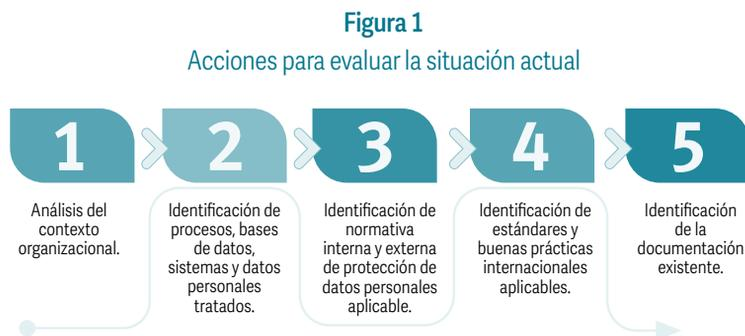 Figura 1
Acciones para evaluar la situación actual
1
Análisis del
contexto
organizacional.
2
Identificación de
procesos, bases
de datos,
sistemas y datos
personales
tratados.
3
Identificación de
normativa
interna y externa
de protección de
datos personales
aplicable.
4
Identificación de
estándares y
buenas prácticas
internacionales
aplicables.
5
Identificación
de la
documentación
existente.